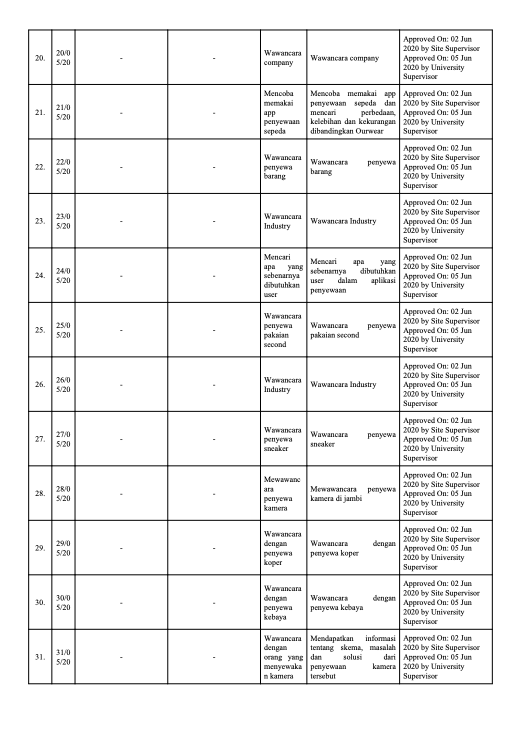 20.
20/0
5/20
-
-
Wawancara
company
Wawancara company
Approved On: 02 Jun
2020 by Site Supervisor
Approved On: 05 Jun
2020 by University
Supervisor
21.
21/0
5/20
-
-
Mencoba
memakai
app
penyewaan
sepeda
Mencoba memakai app
penyewaan sepeda dan
mencari perbedaan,
kelebihan dan kekurangan
dibandingkan Ourwear
Approved On: 02 Jun
2020 by Site Supervisor
Approved On: 05 Jun
2020 by University
Supervisor
22.
22/0
5/20
-
-
Wawancara
penyewa
barang
Wawancara penyewa
barang
Approved On: 02 Jun
2020 by Site Supervisor
Approved On: 05 Jun
2020 by University
Supervisor
23.
23/0
5/20
-
-
Wawancara
Industry
Wawancara Industry
Approved On: 02 Jun
2020 by Site Supervisor
Approved On: 05 Jun
2020 by University
Supervisor
24.
24/0
5/20
-
-
Mencari
apa yang
sebenarnya
dibutuhkan
user
Mencari apa yang
sebenarnya dibutuhkan
user dalam aplikasi
penyewaan
Approved On: 02 Jun
2020 by Site Supervisor
Approved On: 05 Jun
2020 by University
Supervisor
25.
25/0
5/20
-
-
Wawancara
penyewa
pakaian
second
Wawancara penyewa
pakaian second
Approved On: 02 Jun
2020 by Site Supervisor
Approved On: 05 Jun
2020 by University
Supervisor
26.
26/0
5/20
-
-
Wawancara
Industry
Wawancara Industry
Approved On: 02 Jun
2020 by Site Supervisor
Approved On: 05 Jun
2020 by University
Supervisor
27.
27/0
5/20
-
-
Wawancara
penyewa
sneaker
Wawancara penyewa
sneaker
Approved On: 02 Jun
2020 by Site Supervisor
Approved On: 05 Jun
2020 by University
Supervisor
28.
28/0
5/20
-
-
Mewawanc
ara
penyewa
kamera
Mewawancara penyewa
kamera di jambi
Approved On: 02 Jun
2020 by Site Supervisor
Approved On: 05 Jun
2020 by University
Supervisor
29.
29/0
5/20
-
-
Wawancara
dengan
penyewa
koper
Wawancara dengan
penyewa koper
Approved On: 02 Jun
2020 by Site Supervisor
Approved On: 05 Jun
2020 by University
Supervisor
30.
30/0
5/20
-
-
Wawancara
dengan
penyewa
kebaya
Wawancara dengan
penyewa kebaya
Approved On: 02 Jun
2020 by Site Supervisor
Approved On: 05 Jun
2020 by University
Supervisor
31.
31/0
5/20
-
-
Wawancara
dengan
orang yang
menyewaka
n kamera
Mendapatkan informasi
tentang skema, masalah
dan solusi dari
penyewaan kamera
tersebut
Approved On: 02 Jun
2020 by Site Supervisor
Approved On: 05 Jun
2020 by University
Supervisor